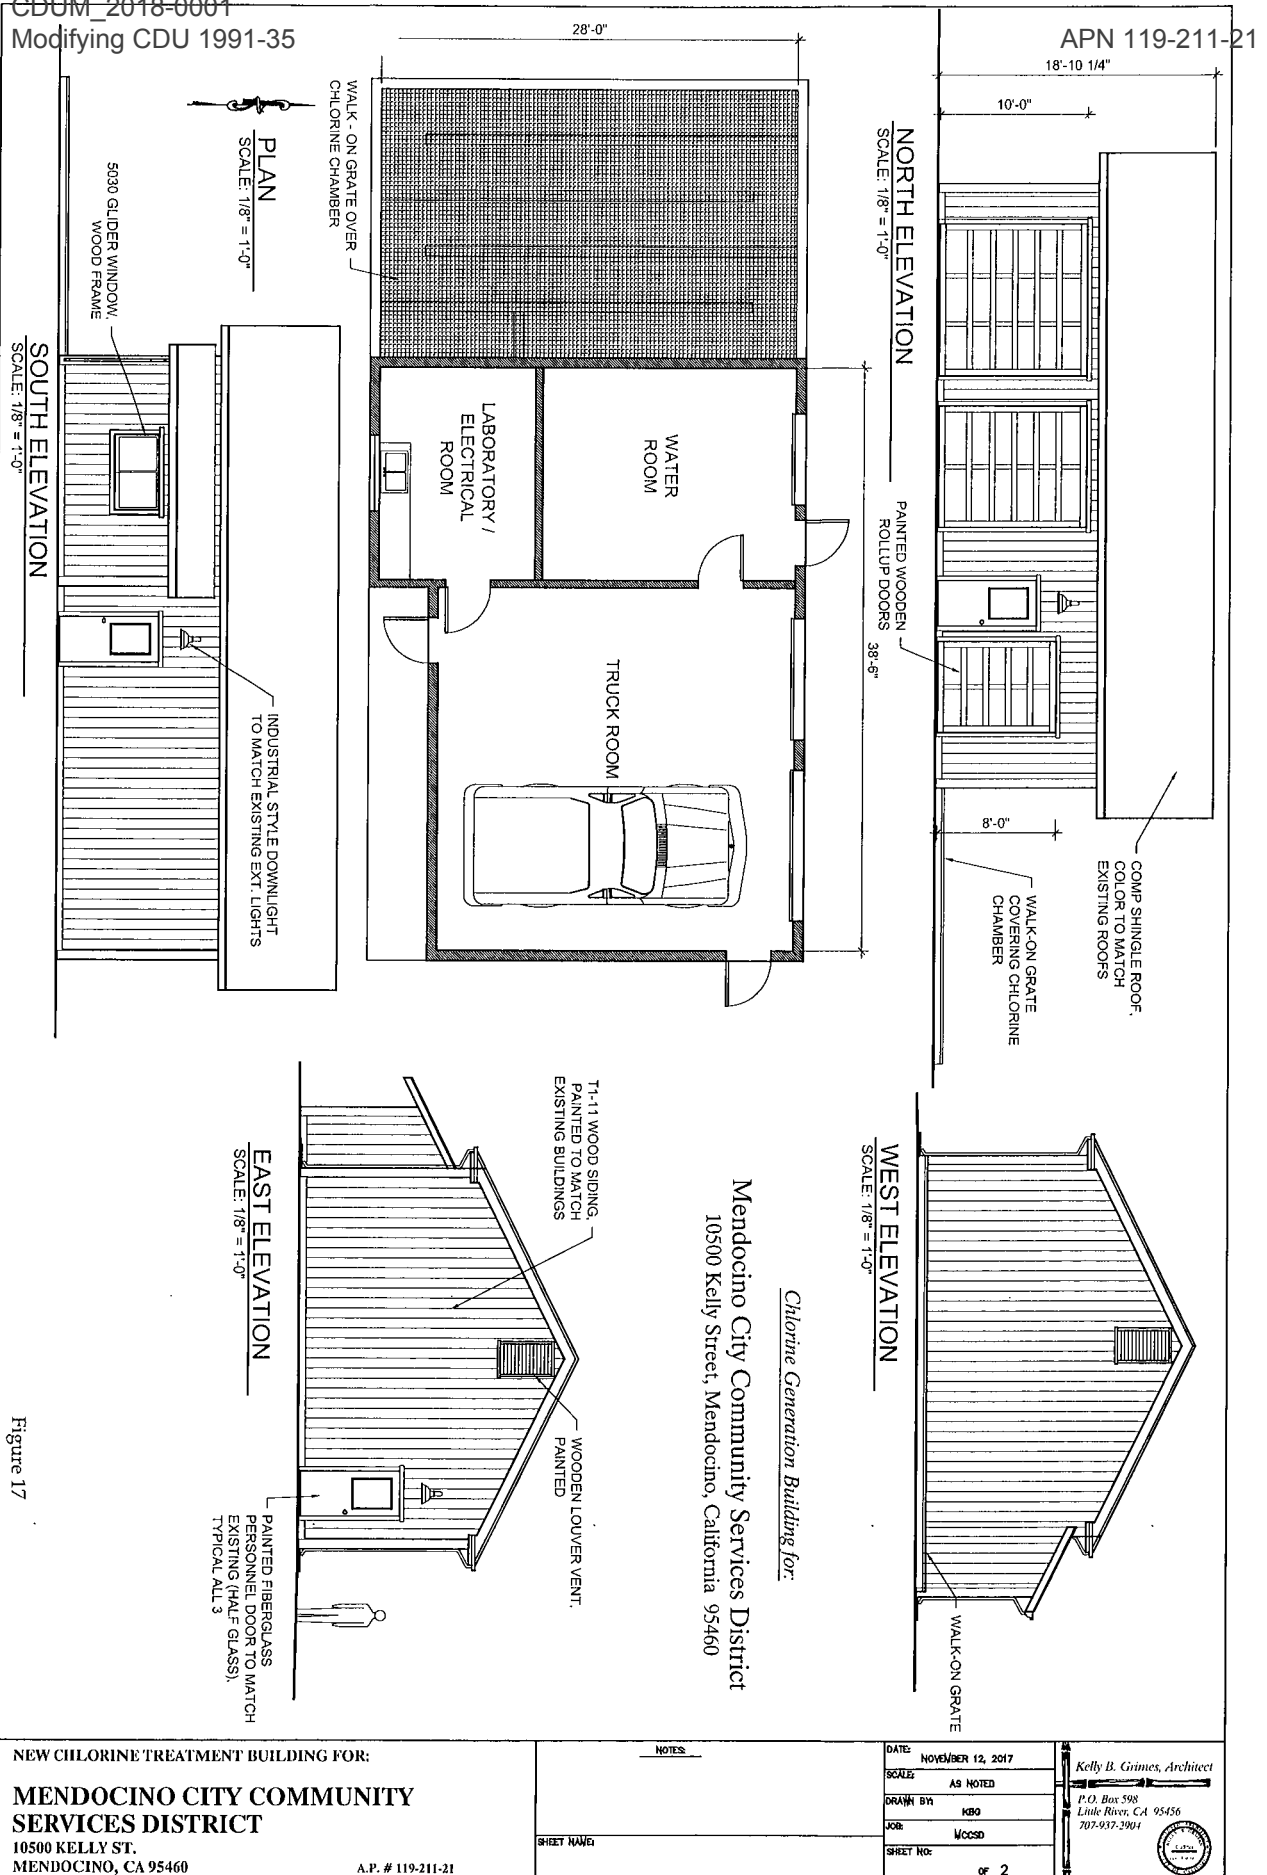 CDUM_2018-0001
Modifying CDU 1991-35
APN 119-211-21
18'-10 1/4"
10'-0"
NORTH ELEVATION
SCALE: 1/8" = 1'-0"
PAINTED WOODEN
ROLLUP DOORS
8'-0"
COMP SHINGLE ROOF,
COLOR TO MATCH
EXISTING ROOFS
WALK-ON GRATE
COVERING CHLORINE
CHAMBER
WEST ELEVATION
SCALE: 1/8" = 1'-0"
WALK-ON GRATE
28'-0"
WALK - ON GRATE OVER
CHLORINE CHAMBER
PLAN
SCALE: 1/8" = 1'-0"
38'-6"
WATER
ROOM
LABORATORY /
ELECTRICAL
ROOM
TRUCK ROOM
Chlorine Generation Building for:
Mendocino City Community Services District
10500 Kelly Street, Mendocino, California 95460
5030 GLIDER WINDOW,
WOOD FRAME
SOUTH ELEVATION
SCALE: 1/8" = 1'-0"
INDUSTRIAL STYLE DOWNLIGHT
TO MATCH EXISTING EXT. LIGHTS
T1-11 WOOD SIDING,
PAINTED TO MATCH
EXISTING BUILDINGS
EAST ELEVATION
SCALE: 1/8" = 1'-0"
WOODEN LOUVER VENT,
PAINTED
PAINTED FIBERGLASS
PERSONNEL DOOR TO MATCH
EXISTING (HALF GLASS),
TYPICAL ALL 3
Figure 17
NEW CHLORINE TREATMENT BUILDING FOR:
MENDOCINO CITY COMMUNITY
SERVICES DISTRICT
10500 KELLY ST.
MENDOCINO, CA 95460
A.P. # 119-211-21
NOTES:
SHEET NAME:
DATE:
NOVEMBER 12, 2017
SCALE:
AS NOTED
DRAWN BY:
KBG
JOB:
MCCSD
SHEET NO:
OF 2
Kelly B. Grimes, Architect
P.O. Box 598
Little River, CA 95456
707-937-2904